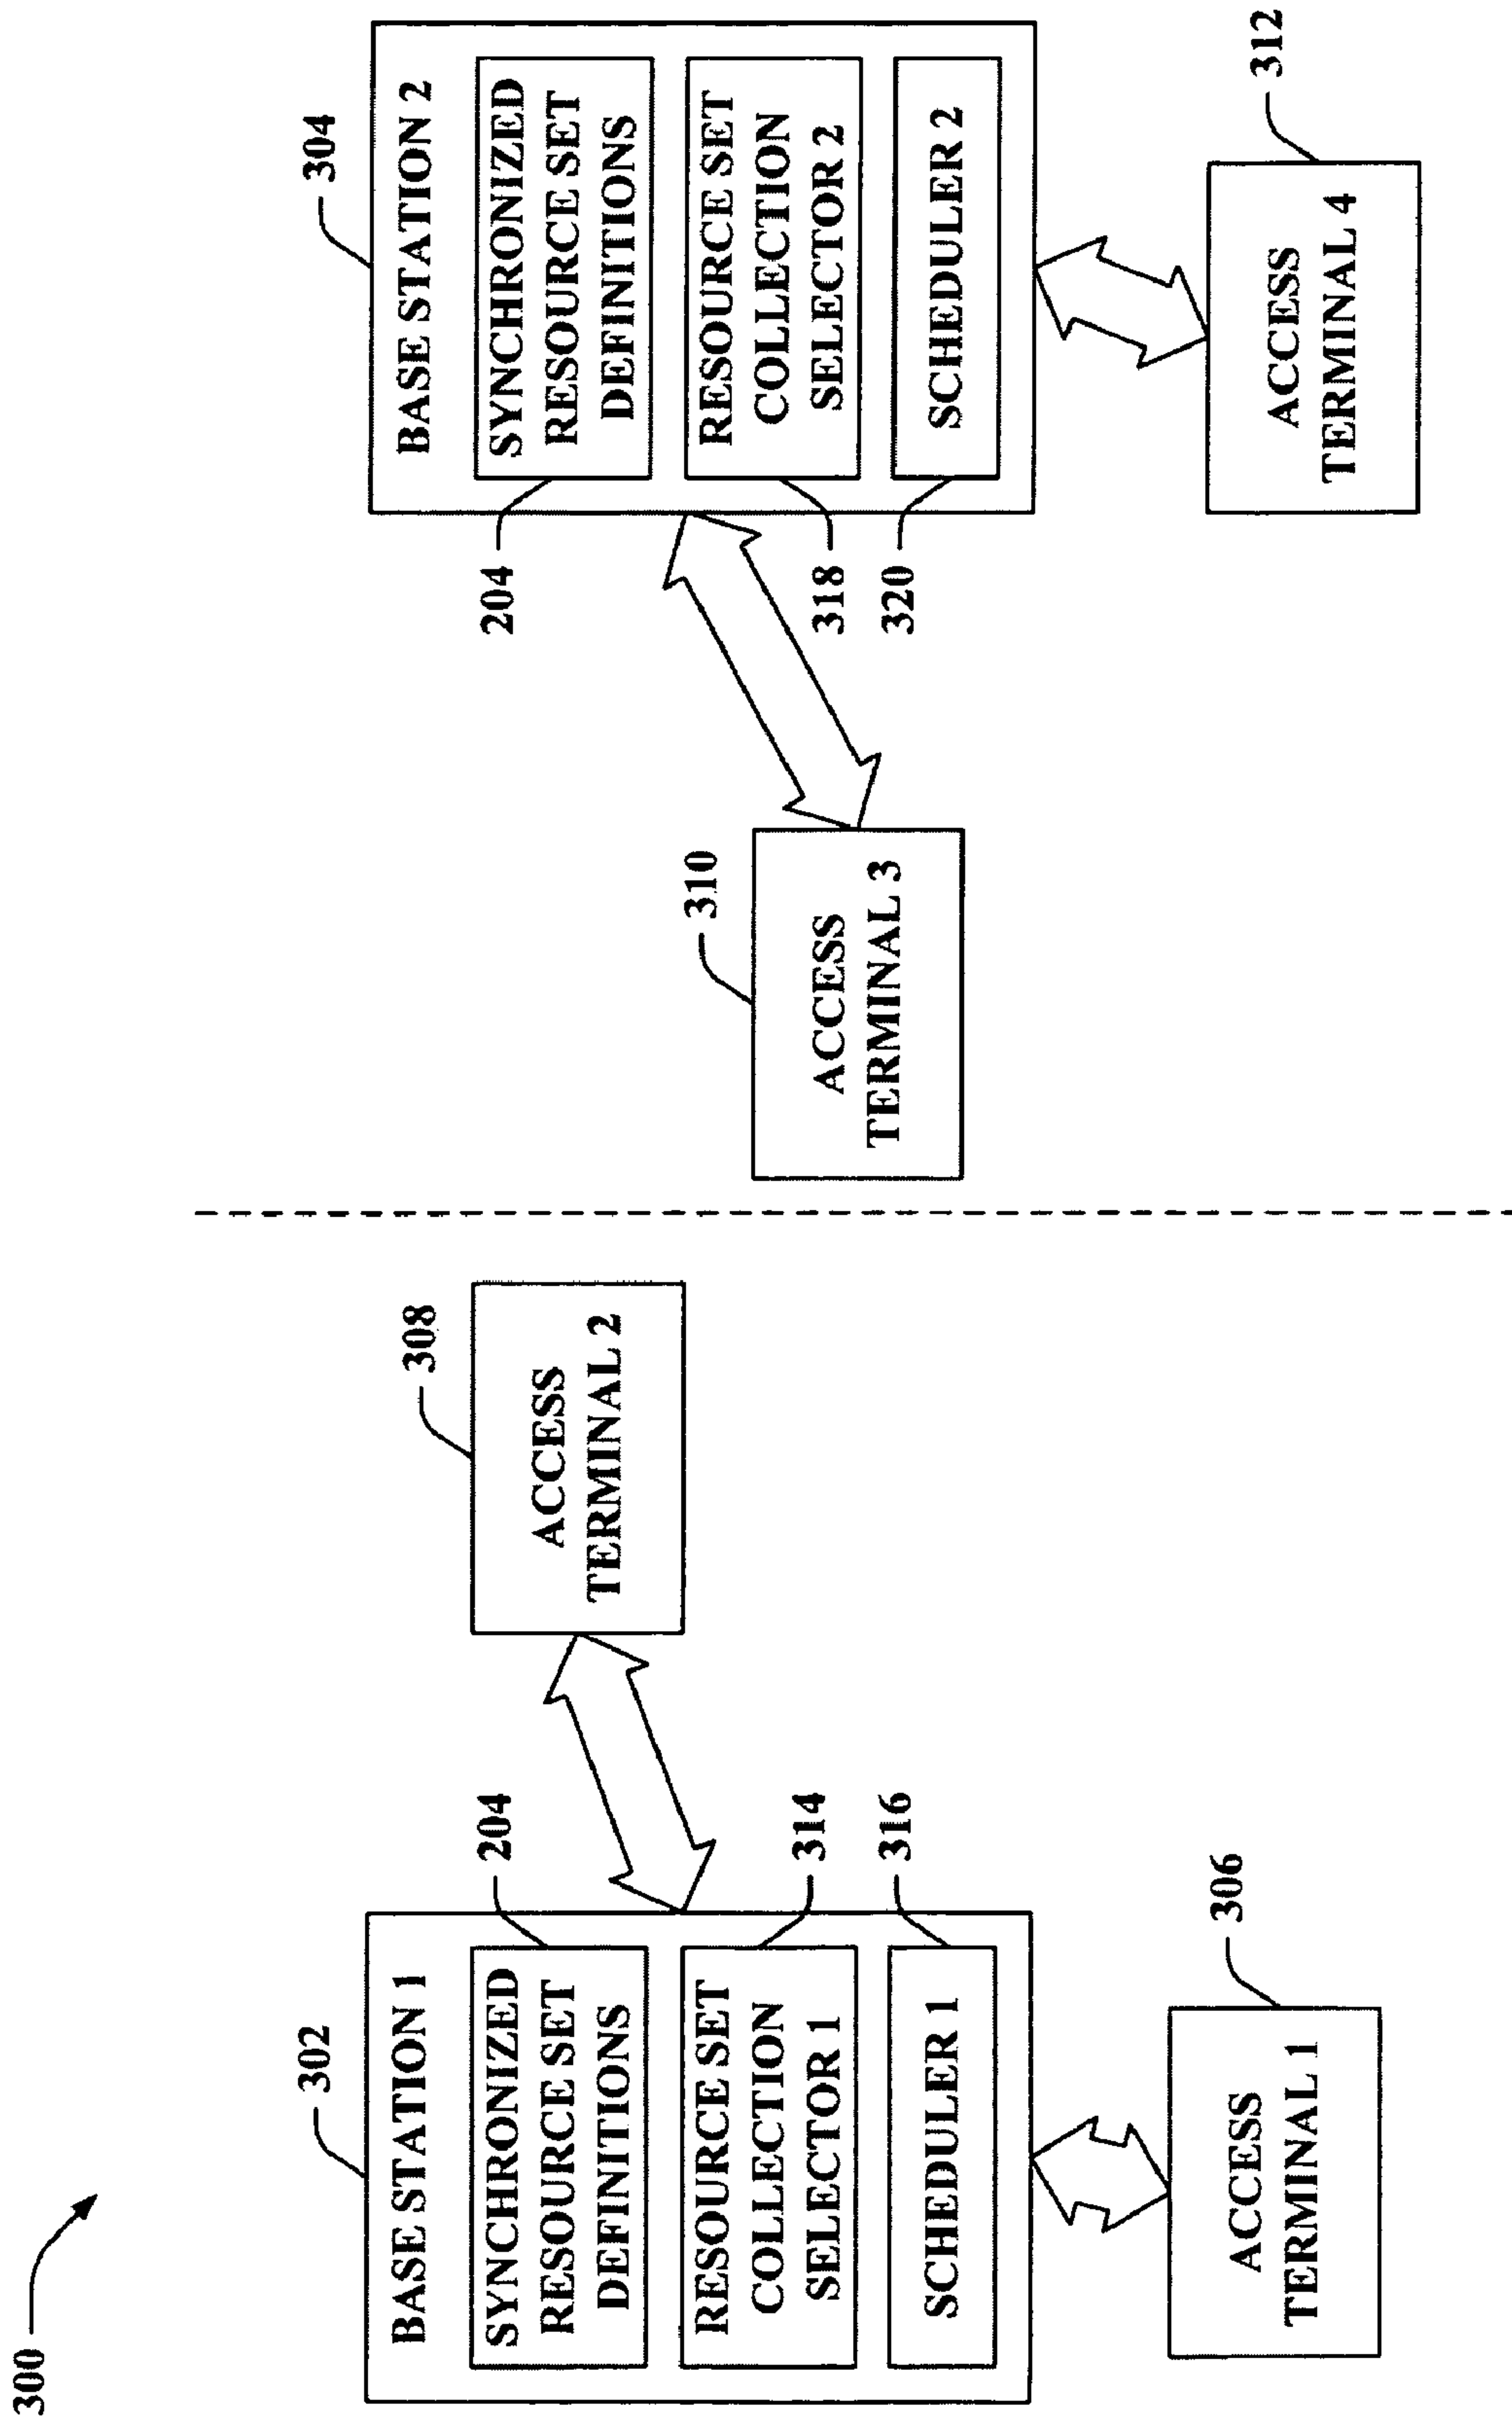 300
302
BASE STATION 1
SYNCHRONIZED
RESOURCE SET
DEFINITIONS
204
RESOURCE SET
COLLECTION
SELECTOR 1
314
SCHEDULER 1
316
ACCESS
TERMINAL 1
306
308
ACCESS
TERMINAL 2
310
ACCESS
TERMINAL 3
304
BASE STATION 2
SYNCHRONIZED
RESOURCE SET
DEFINITIONS
204
RESOURCE SET
COLLECTION
SELECTOR 2
318
SCHEDULER 2
320
ACCESS
TERMINAL 4
312